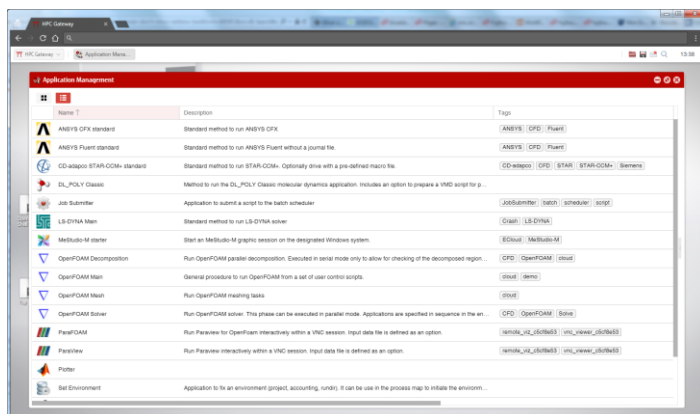 HPC Gateway
HPC Gateway
Application Mana...
13:38
Application Management
Name
Description
Tags
ANSYS CFX standard
Standard method to run ANSYS CFX
ANSYS CFD Fluent
ANSYS Fluent standard
Standard method to run ANSYS Fluent without a journal file.
ANSYS CFD Fluent
CD-adapco STAR-CCM+ standard
Standard method to run STAR-CCM+. Optionally drive with a pre-defined macro file.
CD-adapco CFD STAR STAR-CCM+ Siemens
DL_POLY Classic
Method to run the DL_POLY Classic molecular dynamics application. Includes an option to prepare a VMD script for p...
Job Submitter
Application to submit a script to the batch scheduler
JobSubmitter batch scheduler script
LS-DYNA Main
Standard method to run LS-DYNA solver
Crash LS-DYNA
MeStudio-M starter
Start an MeStudio-M graphic session on the designated Windows system.
ECloud MeStudio-M
OpenFOAM Decomposition
Run OpenFOAM parallel decomposition. Executed in serial mode only to allow for checking of the decomposed region...
CFD OpenFOAM cloud
OpenFOAM Main
General procedure to run OpenFOAM from a set of user control scripts.
cloud demo
OpenFOAM Mesh
Run OpenFOAM meshing tasks
cloud
OpenFOAM Solver
Run OpenFOAM solver. This phase can be executed in parallel mode. Applications are specified in sequence in the en...
CFD OpenFOAM Solve
ParaFOAM
Run Paraview for OpenFoam interactively within a VNC session. Input data file is defined as an option.
remote_viz_c5cf8e53 vnc_viewer_c5cf8e53
ParaView
Run Paraview interactively within a VNC session. Input data file is defined as an option.
remote_viz_c5cf8e53 vnc_viewer_c5cf8e53
Plotter
Set Environment
Application to fix an environment (project, accounting, rundir). It can be use in the process map to initiate the environm...